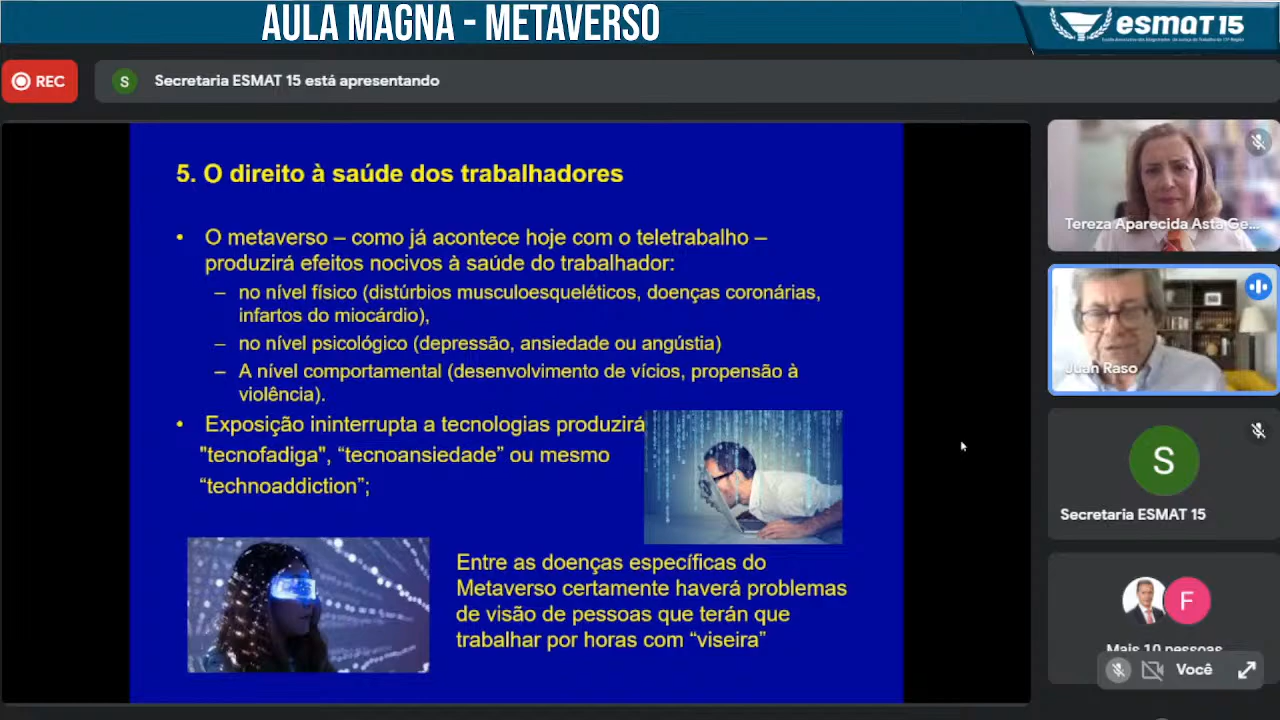 AULA MAGNA - METAVERSO
esmat 15
REC
S
Secretaria ESMAT 15 está apresentando
5. O direito à saúde dos trabalhadores
• O metaverso – como já acontece hoje com o teletrabalho –
produzirá efeitos nocivos à saúde do trabalhador:
– no nível físico (distúrbios musculoesqueléticos, doenças coronárias,
infartos do miocárdio),
– no nível psicológico (depressão, ansiedade ou angústia)
– A nível comportamental (desenvolvimento de vícios, propensão à
violência).
• Exposição ininterrupta a tecnologias produzirá
"tecnofadiga", “tecnoansiedade” ou mesmo
“technoaddiction”;
Entre as doenças específicas do
Metaverso certamente haverá problemas
de visão de pessoas que terán que
trabalhar por horas com “viseira”
Tereza Aparecida Asta Ge...
Juan Raso
S
Secretaria ESMAT 15
F
Mais 10 pessoas
Você